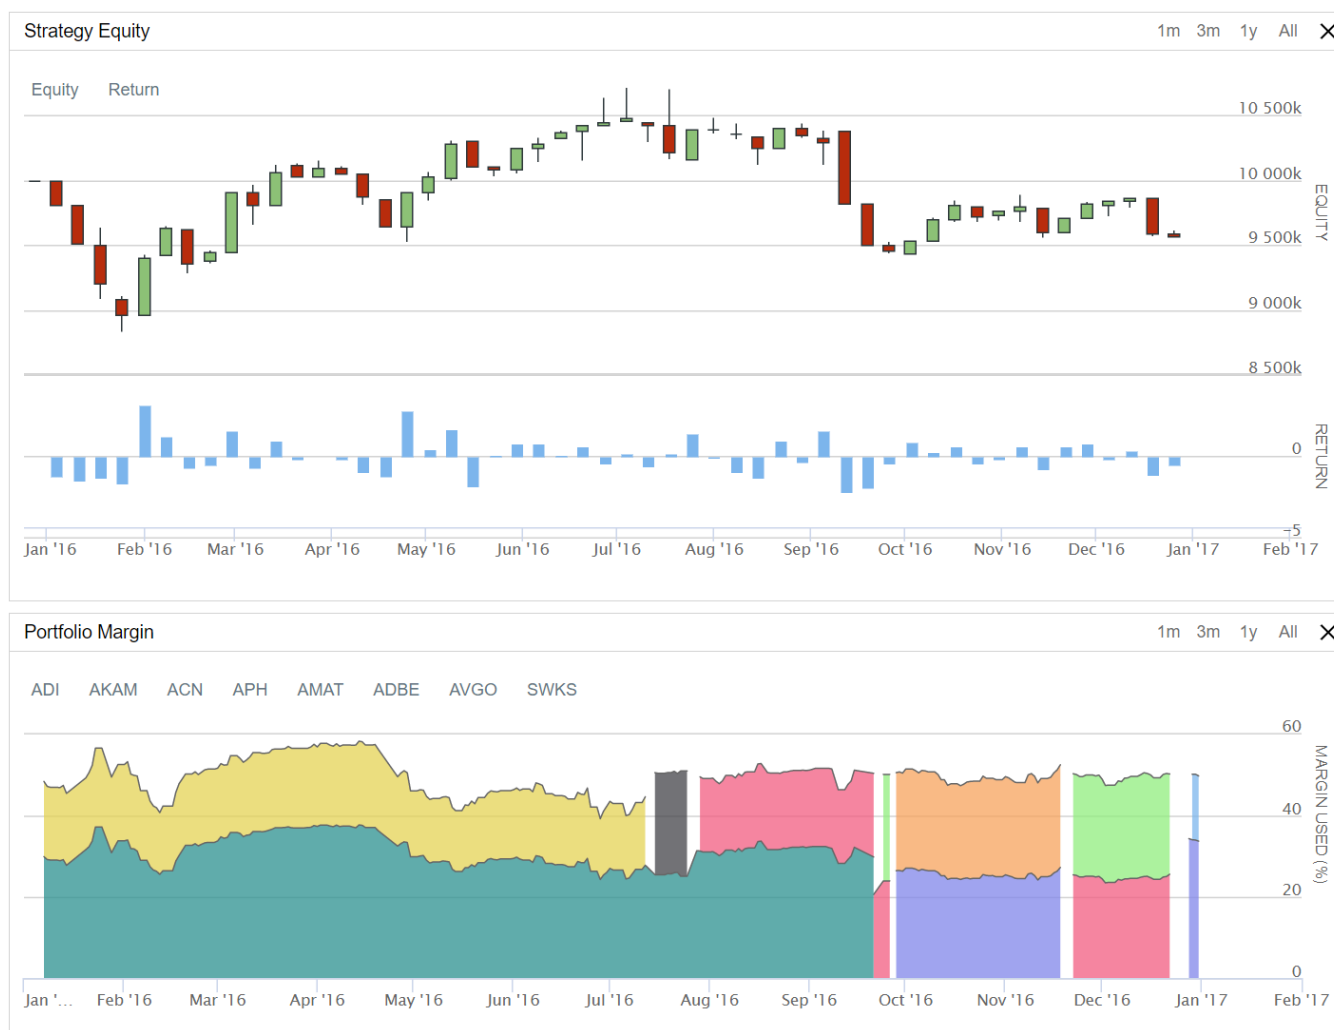 Strategy Equity 1m 3m 1y All
Equity Return
10 500k
10 000k
9 500k
9 000k
8 500k
EQUITY
0
−5
RETURN
Jan '16 Feb '16 Mar '16 Apr '16 May '16 Jun '16 Jul '16 Aug '16 Sep '16 Oct '16 Nov '16 Dec '16 Jan '17 Feb '17
Portfolio Margin 1m 3m 1y All
ADI AKAM ACN APH AMAT ADBE AVGO SWKS
60
40
20
0
MARGIN USED (%)
Jan '... Feb '16 Mar '16 Apr '16 May '16 Jun '16 Jul '16 Aug '16 Sep '16 Oct '16 Nov '16 Dec '16 Jan '17 Feb '17